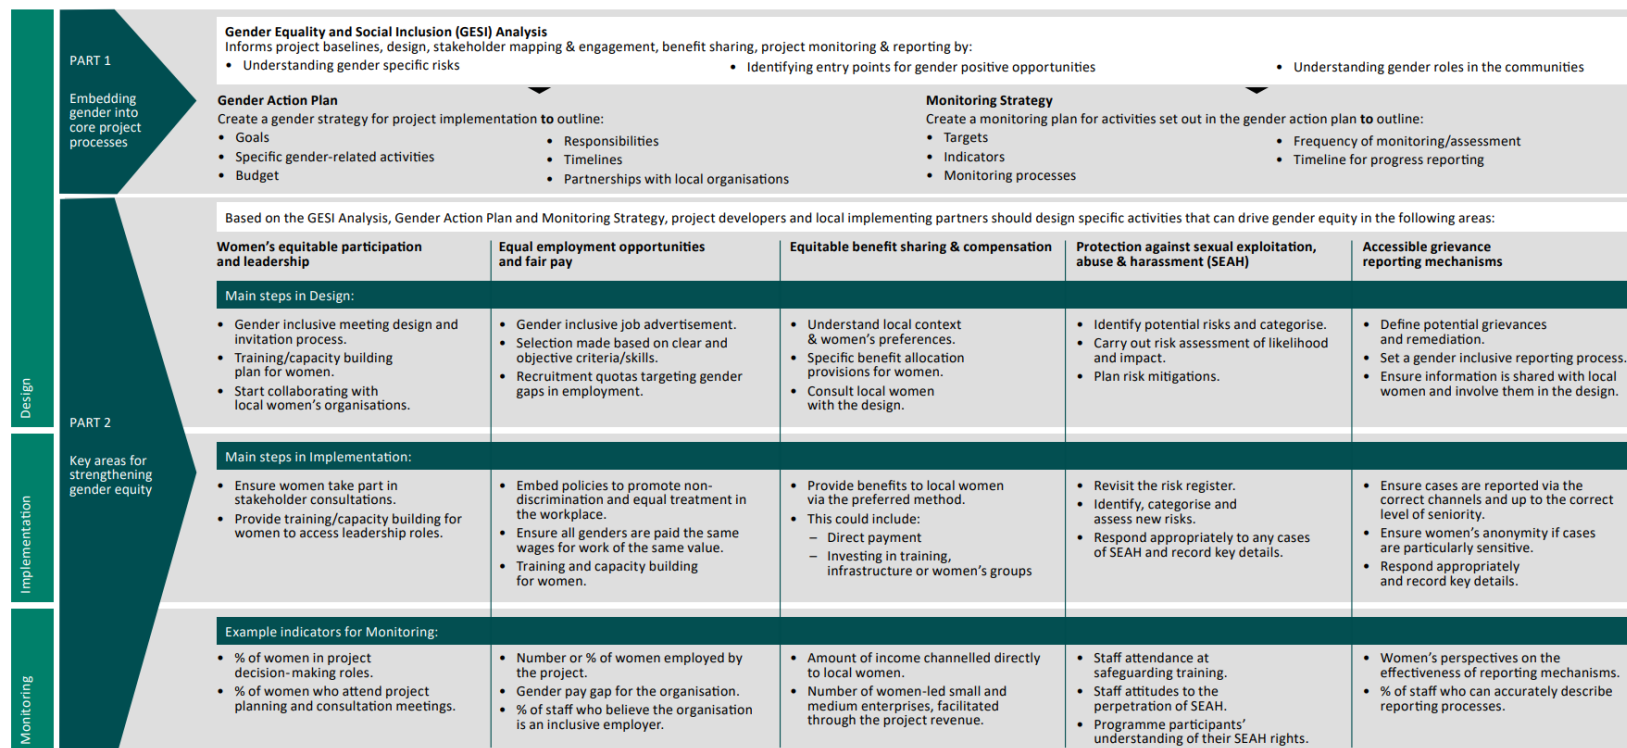 Design
PART 1
Embedding
gender into
core project
processes
Gender Equality and Social Inclusion (GESI) Analysis
Informs project baselines, design, stakeholder mapping & engagement, benefit sharing, project monitoring & reporting by:
• Understanding gender specific risks
• Identifying entry points for gender positive opportunities
• Understanding gender roles in the communities
Gender Action Plan
Create a gender strategy for project implementation to outline:
• Goals
• Specific gender-related activities
• Budget
• Responsibilities
• Timelines
• Partnerships with local organisations
Monitoring Strategy
Create a monitoring plan for activities set out in the gender action plan to outline:
• Targets
• Indicators
• Monitoring processes
• Frequency of monitoring/assessment
• Timeline for progress reporting
PART 2
Key areas for
strengthening
gender equity
Based on the GESI Analysis, Gender Action Plan and Monitoring Strategy, project developers and local implementing partners should design specific activities that can drive gender equity in the following areas:
Women's equitable participation
and leadership
Equal employment opportunities
and fair pay
Equitable benefit sharing & compensation
Protection against sexual exploitation,
abuse & harassment (SEAH)
Accessible grievance
reporting mechanisms
Main steps in Design:
• Gender inclusive meeting design and
invitation process.
• Training/capacity building
plan for women.
• Start collaborating with
local women's organisations.
• Gender inclusive job advertisement.
• Selection made based on clear and
objective criteria/skills.
• Recruitment quotas targeting gender
gaps in employment.
• Understand local context
& women's preferences.
• Specific benefit allocation
provisions for women.
• Consult local women
with the design.
• Identify potential risks and categorise.
• Carry out risk assessment of likelihood
and impact.
• Plan risk mitigations.
• Define potential grievances
and remediation.
• Set a gender inclusive reporting process.
• Ensure information is shared with local
women and involve them in the design.
Implementation
Main steps in Implementation:
• Ensure women take part in
stakeholder consultations.
• Provide training/capacity building for
women to access leadership roles.
• Embed policies to promote non-
discrimination and equal treatment in
the workplace.
• Ensure all genders are paid the same
wages for work of the same value.
• Training and capacity building
for women.
• Provide benefits to local women
via the preferred method.
• This could include:
– Direct payment
– Investing in training,
infrastructure or women's groups
• Revisit the risk register.
• Identify, categorise and
assess new risks.
• Respond appropriately to any cases
of SEAH and record key details.
• Ensure cases are reported via the
correct channels and up to the correct
level of seniority.
• Ensure women's anonymity if cases
are particularly sensitive.
• Respond appropriately
and record key details.
Monitoring
Example indicators for Monitoring:
• % of women in project
decision-making roles.
• % of women who attend project
planning and consultation meetings.
• Number or % of women employed by
the project.
• Gender pay gap for the organisation.
• % of staff who believe the organisation
is an inclusive employer.
• Amount of income channelled directly
to local women.
• Number of women-led small and
medium enterprises, facilitated
through the project revenue.
• Staff attendance at
safeguarding training.
• Staff attitudes to the
perpetration of SEAH.
• Programme participants'
understanding of their SEAH rights.
• Women's perspectives on the
effectiveness of reporting mechanisms.
• % of staff who can accurately describe
reporting processes.